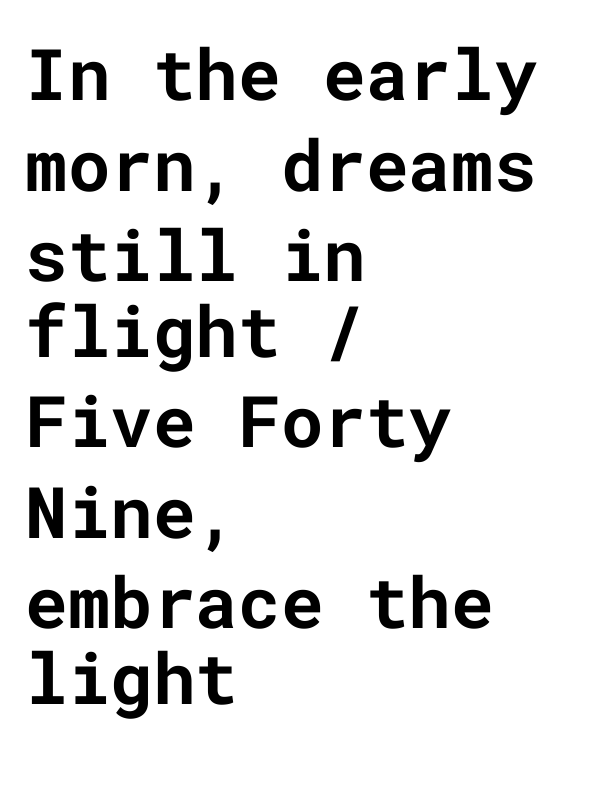 In the early
morn, dreams
still in
flight /
Five Forty
Nine,
embrace the
light